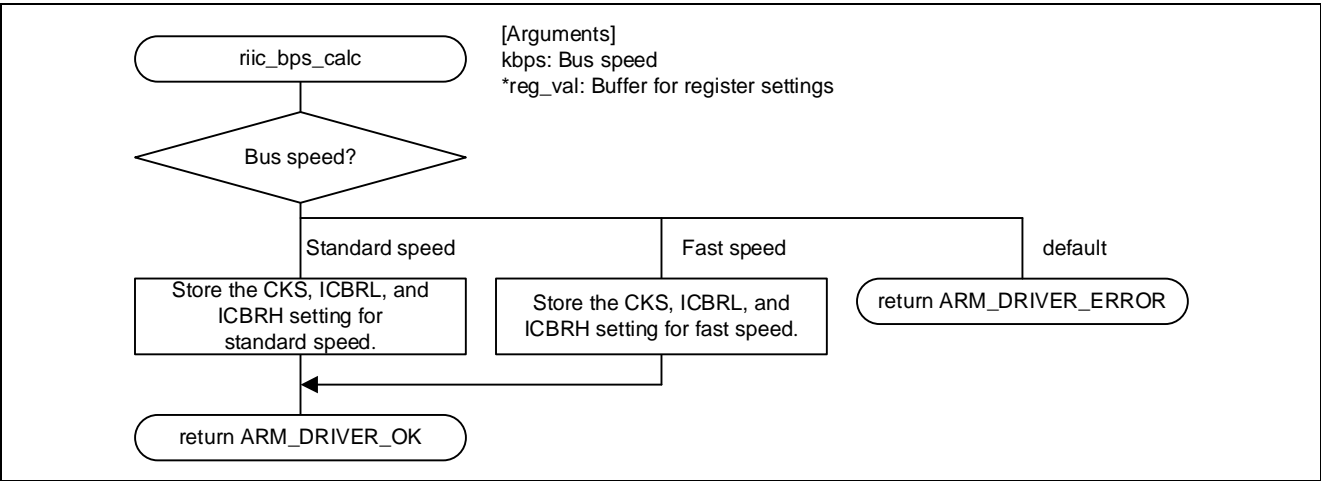 riic_bps_calc
[Arguments]
kbps: Bus speed
*reg_val: Buffer for register settings
Bus speed?
Standard speed
Fast speed
default
Store the CKS, ICBRL, and
ICBRH setting for
standard speed.
Store the CKS, ICBRL, and
ICBRH setting for fast speed.
return ARM_DRIVER_ERROR
return ARM_DRIVER_OK